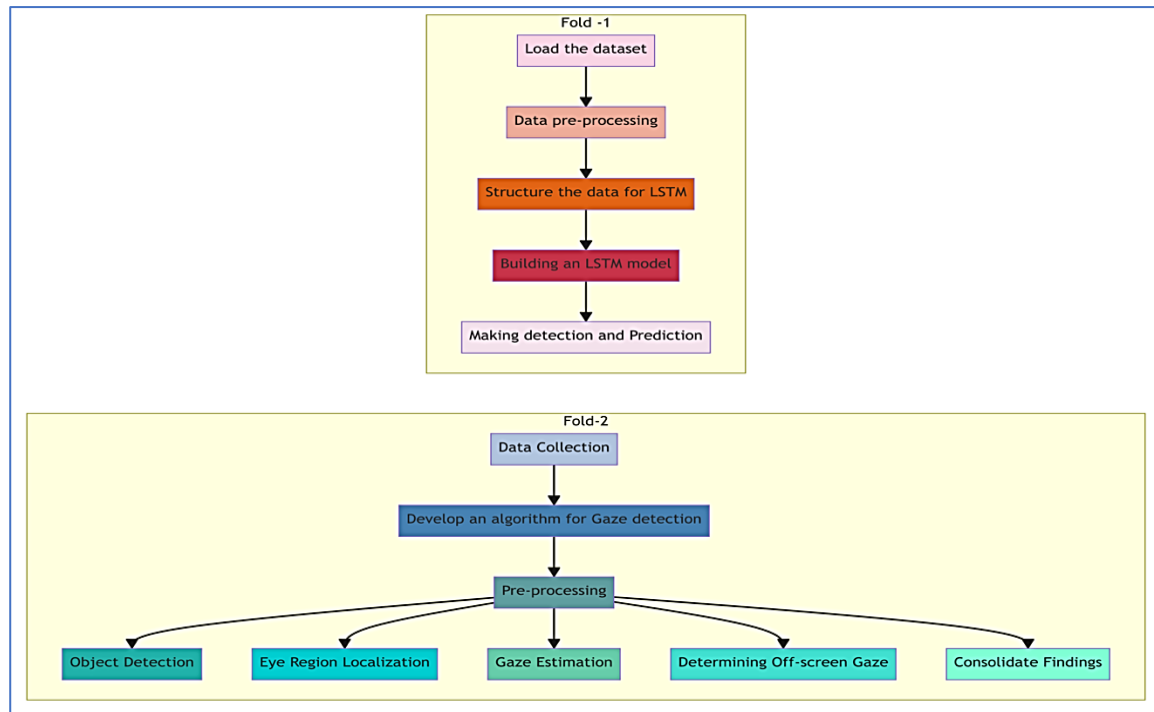 Fold -1
Load the dataset
Data pre-processing
Structure the data for LSTM
Building an LSTM model
Making detection and Prediction
Fold-2
Data Collection
Develop an algorithm for Gaze detection
Pre-processing
Object Detection
Eye Region Localization
Gaze Estimation
Determining Off-screen Gaze
Consolidate Findings